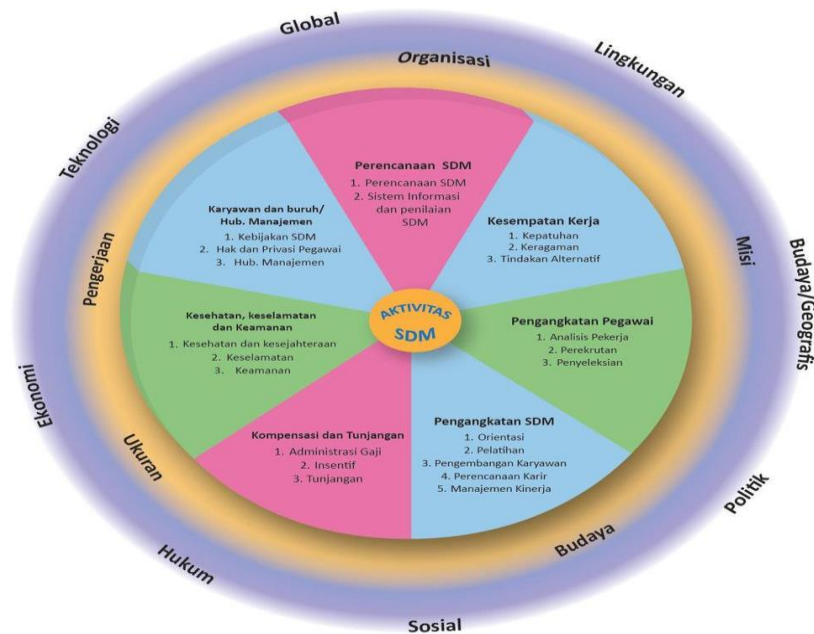 Global
Lingkungan
Teknologi
Budaya/Geografis
Ekonomi
Politik
Hukum
Sosial
Organisasi
Pengerjaan
Misi
Ukuran
Budaya
Perencanaan SDM
1. Perencanaan SDM
2. Sistem Informasi
dan penilaian
SDM
Kesempatan Kerja
1. Kepatuhan
2. Keragaman
3. Tindakan Alternatif
Pengangkatan Pegawai
1. Analisis Pekerja
2. Perekrutan
3. Penyeleksian
Pengangkatan SDM
1. Orientasi
2. Pelatihan
3. Pengembangan Karyawan
4. Perencanaan Karir
5. Manajemen Kinerja
Kompensasi dan Tunjangan
1. Administrasi Gaji
2. Insentif
3. Tunjangan
Kesehatan, keselamatan
dan Keamanan
1. Kesehatan dan kesejahteraan
2. Keselamatan
3. Keamanan
Karyawan dan buruh/
Hub. Manajemen
1. Kebijakan SDM
2. Hak dan Privasi Pegawai
3. Hub. Manajemen
AKTIVITAS
SDM